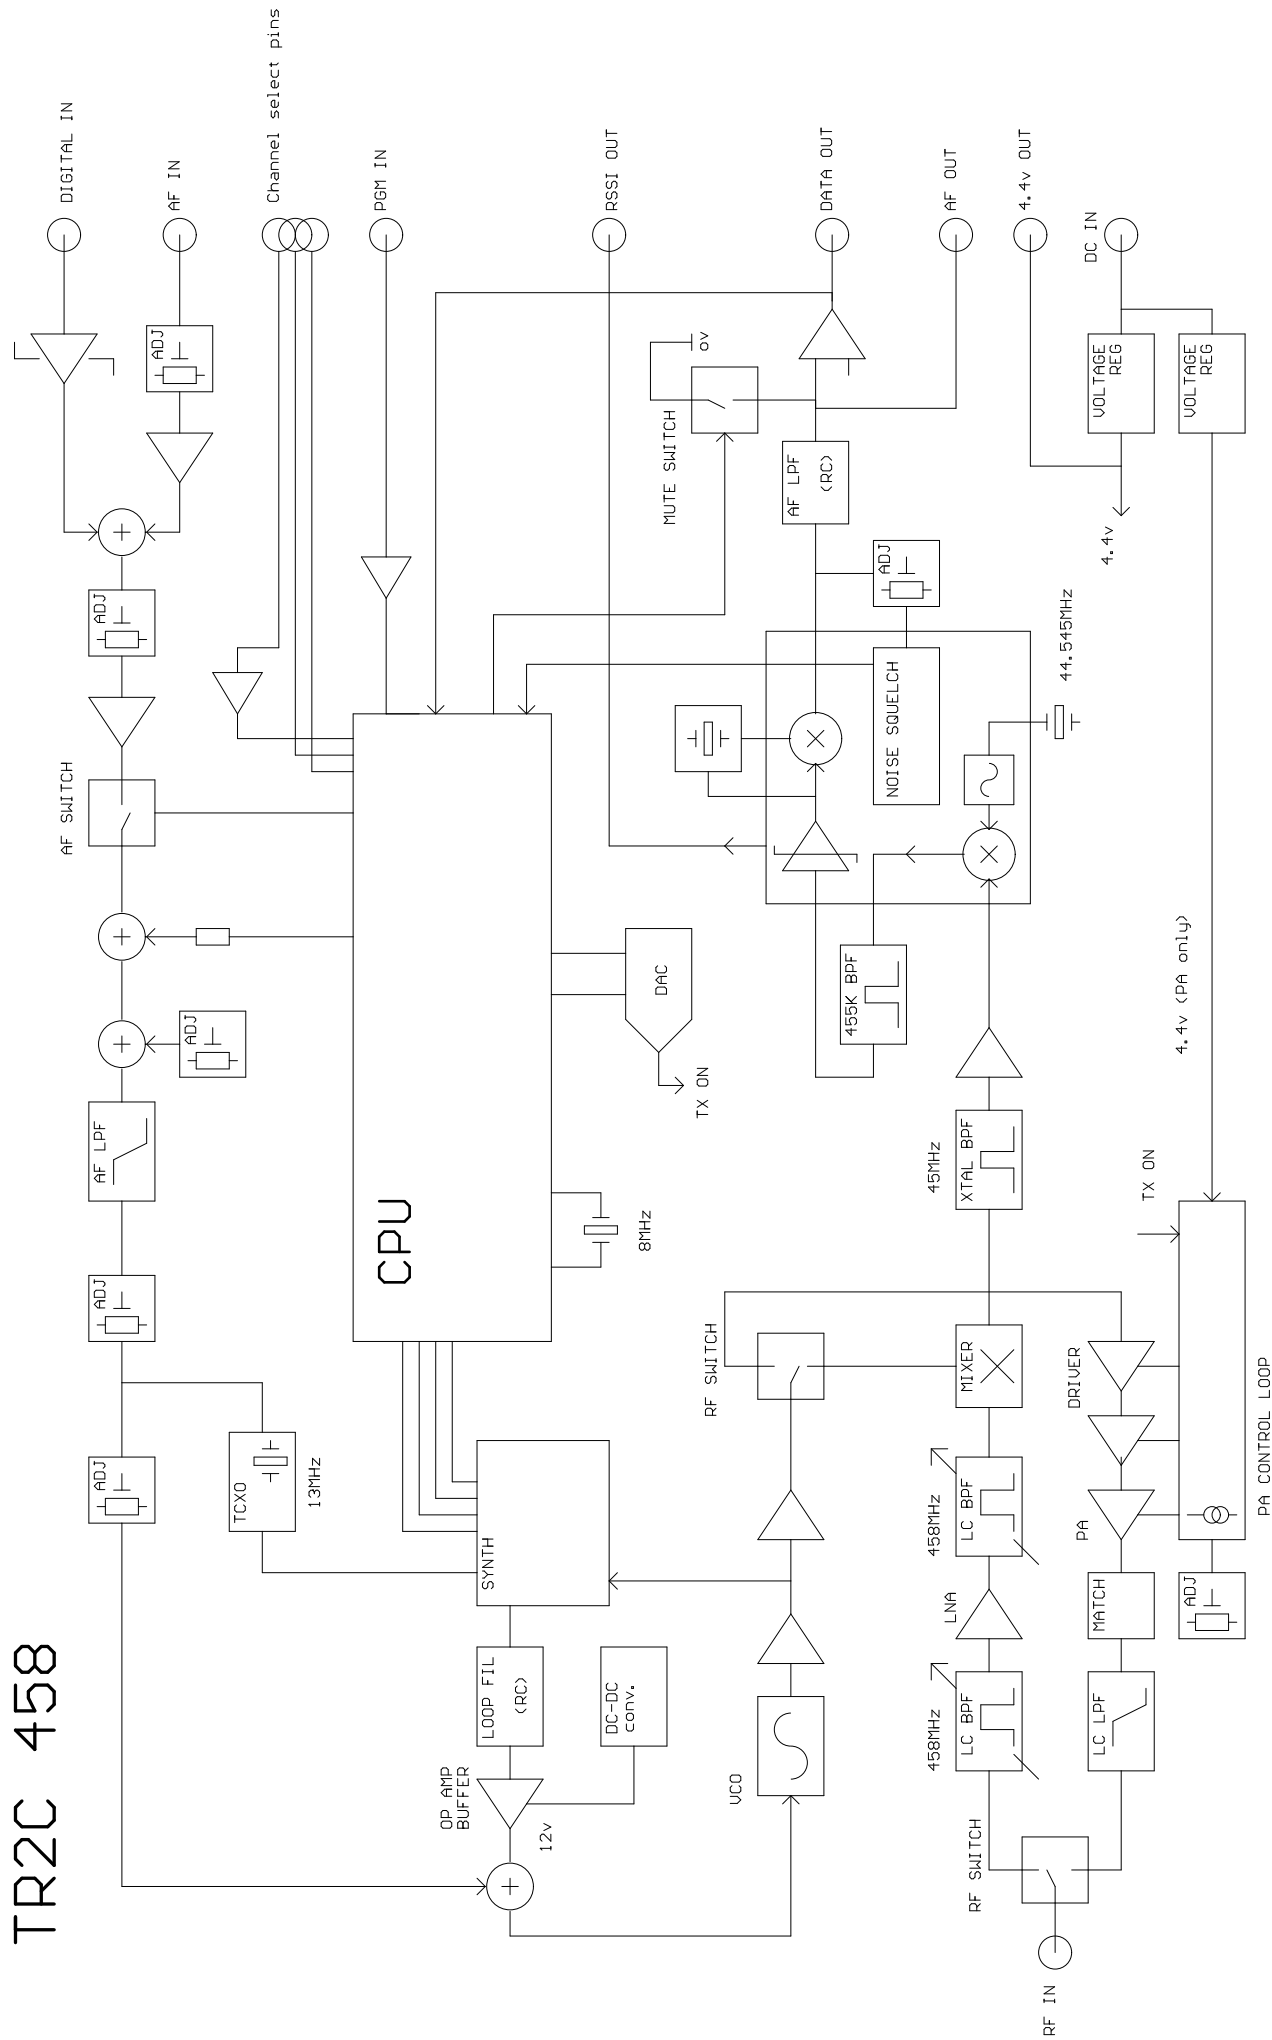 TR2C 458
DIGITAL IN
AF IN
ADJ
ADJ
AF SWITCH
ADJ
AF LPF
ADJ
ADJ
TCXO
13MHz
Channel select pins
PGM IN
CPU
8MHz
DAC
TX ON
SYNTH
LOOP FIL
(RC)
OP AMP
BUFFER
12v
DC-DC
conv.
VCO
RF SWITCH
RSSI OUT
MUTE SWITCH
0v
DATA OUT
AF LPF
(RC)
AF OUT
ADJ
NOISE SQUELCH
44.545MHz
455K BPF
45MHz
XTAL BPF
MIXER
458MHz
LC BPF
LNA
458MHz
LC BPF
RF SWITCH
RF IN
4.4v OUT
DC IN
VOLTAGE
REG
VOLTAGE
REG
4.4v
4.4v (PA only)
TX ON
DRIVER
PA
MATCH
LC LPF
ADJ
PA CONTROL LOOP